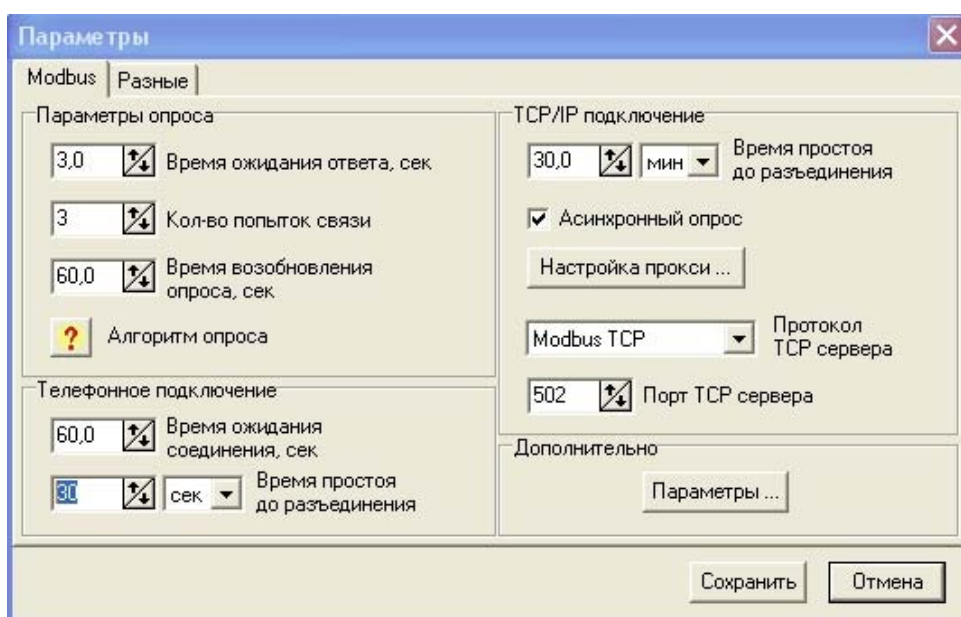 Параметры
Modbus
Разные
Параметры опроса
3,0
Время ожидания ответа, сек
3
Кол-во попыток связи
60,0
Время возобновления
опроса, сек
?
Алгоритм опроса
Телефонное подключение
60,0
Время ожидания
соединения, сек
30
сек
Время простоя
до разъединения
TCP/IP подключение
30,0
мин
Время простоя
до разъединения
Асинхронный опрос
Настройка прокси ...
Modbus TCP
Протокол
TCP сервера
502
Порт TCP сервера
Дополнительно
Параметры ...
Сохранить
Отмена